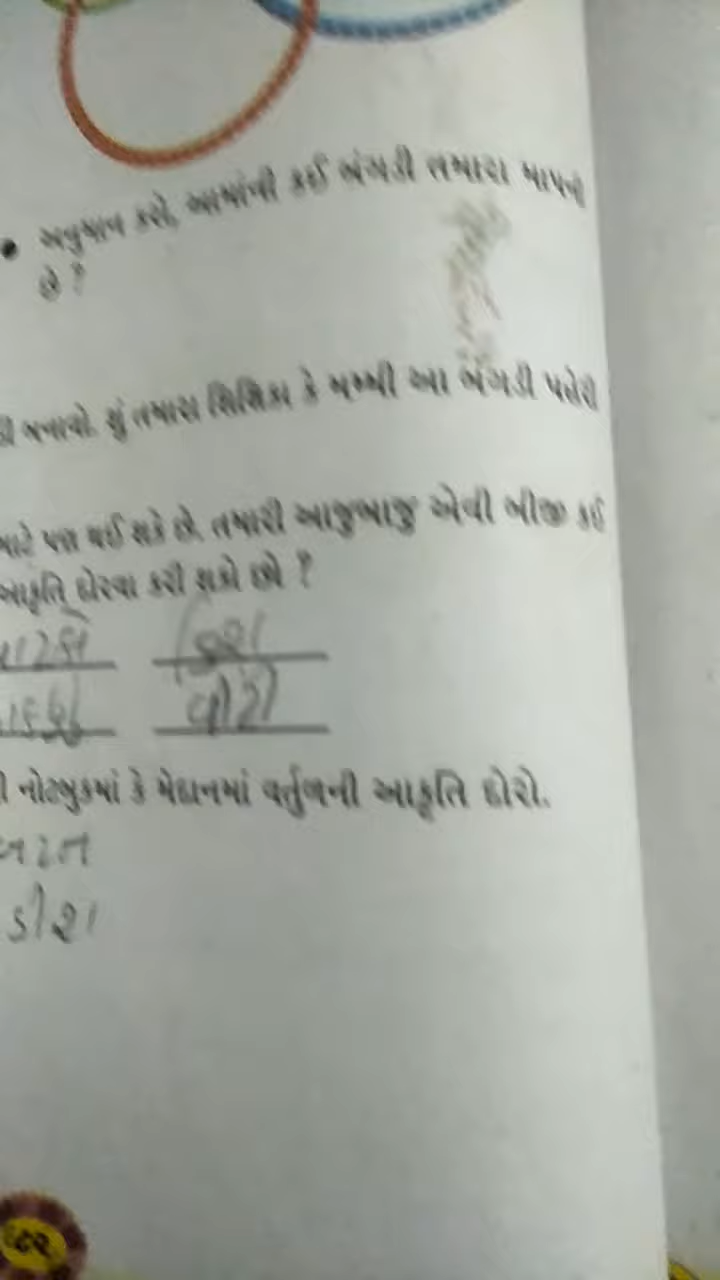 • અનુમાન કરો, આમાંની કઈ બંગડી તમારા માપની
છે ?
બનાવો. શું તમારા શિક્ષિકા કે મમ્મી આ બંગડી પહેરી
માટે પણ થઈ શકે છે. તમારી આજુબાજુ એવી બીજી કઈ
આકૃતિ દોરવા કરી શકો છો ?
વીટી
નોટબુકમાં કે મેદાનમાં વર્તુળની આકૃતિ દોરો.
ડીશ